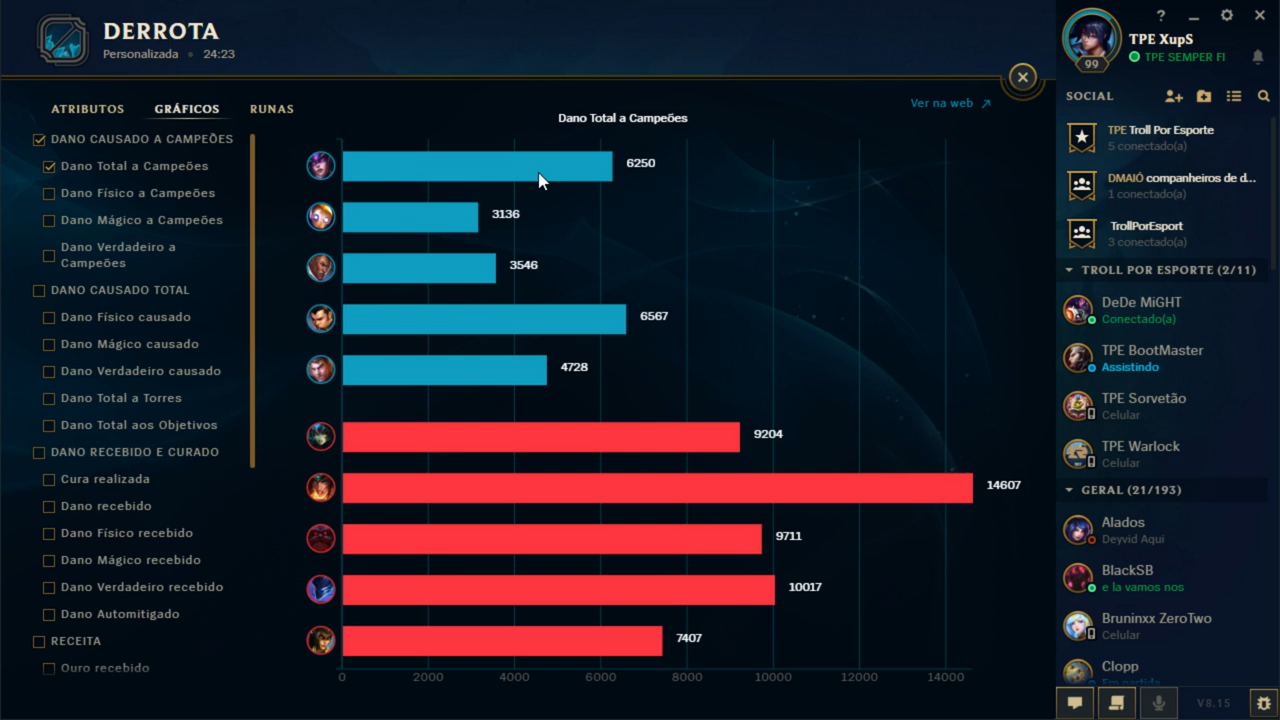 DERROTA
Personalizada • 24:23
ATRIBUTOS GRÁFICOS RUNAS
Ver na web
DANO CAUSADO A CAMPEÕES
Dano Total a Campeões
Dano Físico a Campeões
Dano Mágico a Campeões
Dano Verdadeiro a
Campeões
DANO CAUSADO TOTAL
Dano Físico causado
Dano Mágico causado
Dano Verdadeiro causado
Dano Total a Torres
Dano Total aos Objetivos
DANO RECEBIDO E CURADO
Cura realizada
Dano recebido
Dano Físico recebido
Dano Mágico recebido
Dano Verdadeiro recebido
Dano Automitigado
RECEITA
Ouro recebido
Dano Total a Campeões
6250
3136
3546
6567
4728
9204
14607
9711
10017
7407
0 2000 4000 6000 8000 10000 12000 14000
?
99
TPE XupS
TPE SEMPER FI
SOCIAL
TPE Troll Por Esporte
5 conectado(a)
DMAIÓ companheiros de d...
1 conectado(a)
TrollPorEsport
3 conectado(a)
TROLL POR ESPORTE (2/11)
DeDe MiGHT
Conectado(a)
TPE BootMaster
Assistindo
TPE Sorvetão
Celular
TPE Warlock
Celular
GERAL (21/193)
Alados
Deyvid Aqui
BlackSB
e la vamos nos
Bruninxx ZeroTwo
Celular
Clopp
Em partida
V8.15